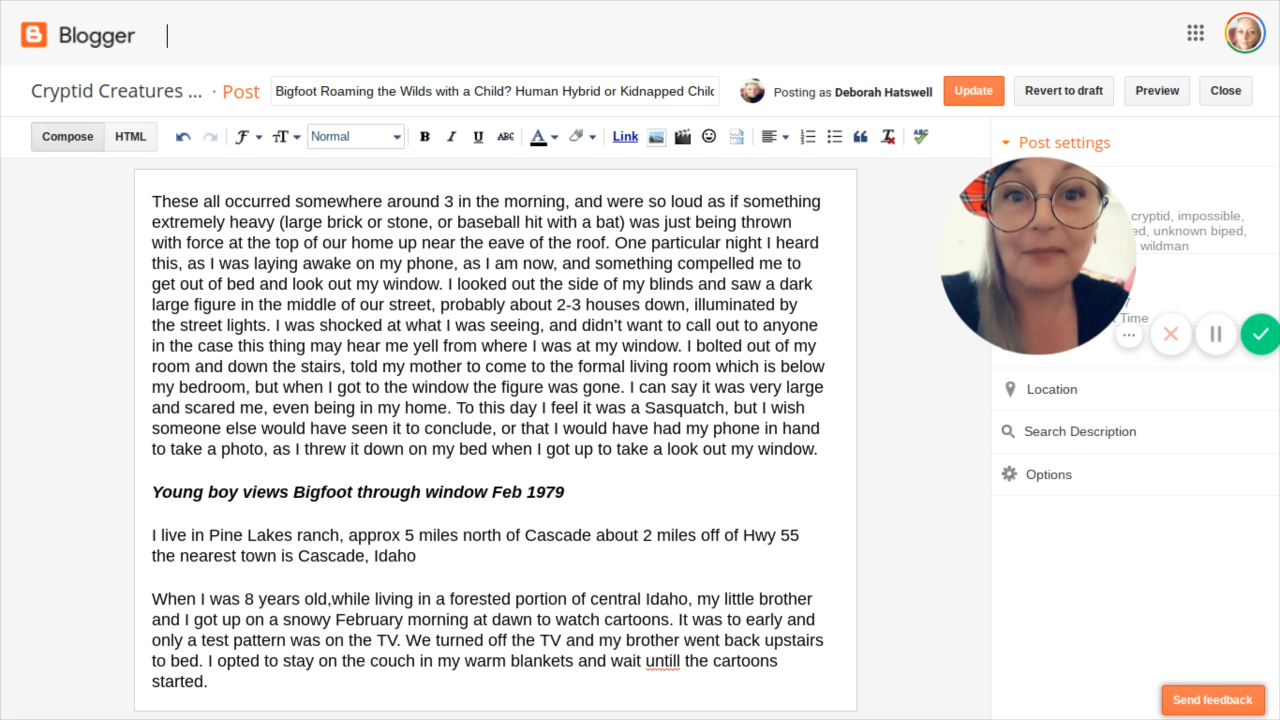 Blogger
Cryptid Creatures ... · Post
Bigfoot Roaming the Wilds with a Child? Human Hybrid or Kidnapped Child
Posting as Deborah Hatswell
Update
Revert to draft
Preview
Close
Compose
HTML
Normal
Link
Post settings
These all occurred somewhere around 3 in the morning, and were so loud as if something
extremely heavy (large brick or stone, or baseball hit with a bat) was just being thrown
with force at the top of our home up near the eave of the roof. One particular night I heard
this, as I was laying awake on my phone, as I am now, and something compelled me to
get out of bed and look out my window. I looked out the side of my blinds and saw a dark
large figure in the middle of our street, probably about 2-3 houses down, illuminated by
the street lights. I was shocked at what I was seeing, and didn't want to call out to anyone
in the case this thing may hear me yell from where I was at my window. I bolted out of my
room and down the stairs, told my mother to come to the formal living room which is below
my bedroom, but when I got to the window the figure was gone. I can say it was very large
and scared me, even being in my home. To this day I feel it was a Sasquatch, but I wish
someone else would have seen it to conclude, or that I would have had my phone in hand
to take a photo, as I threw it down on my bed when I got up to take a look out my window.
Young boy views Bigfoot through window Feb 1979
I live in Pine Lakes ranch, approx 5 miles north of Cascade about 2 miles off of Hwy 55
the nearest town is Cascade, Idaho
When I was 8 years old,while living in a forested portion of central Idaho, my little brother
and I got up on a snowy February morning at dawn to watch cartoons. It was to early and
only a test pattern was on the TV. We turned off the TV and my brother went back upstairs
to bed. I opted to stay on the couch in my warm blankets and wait untill the cartoons
started.
cryptid, impossible,
unknown biped,
wildman
Time
Location
Search Description
Options
Send feedback